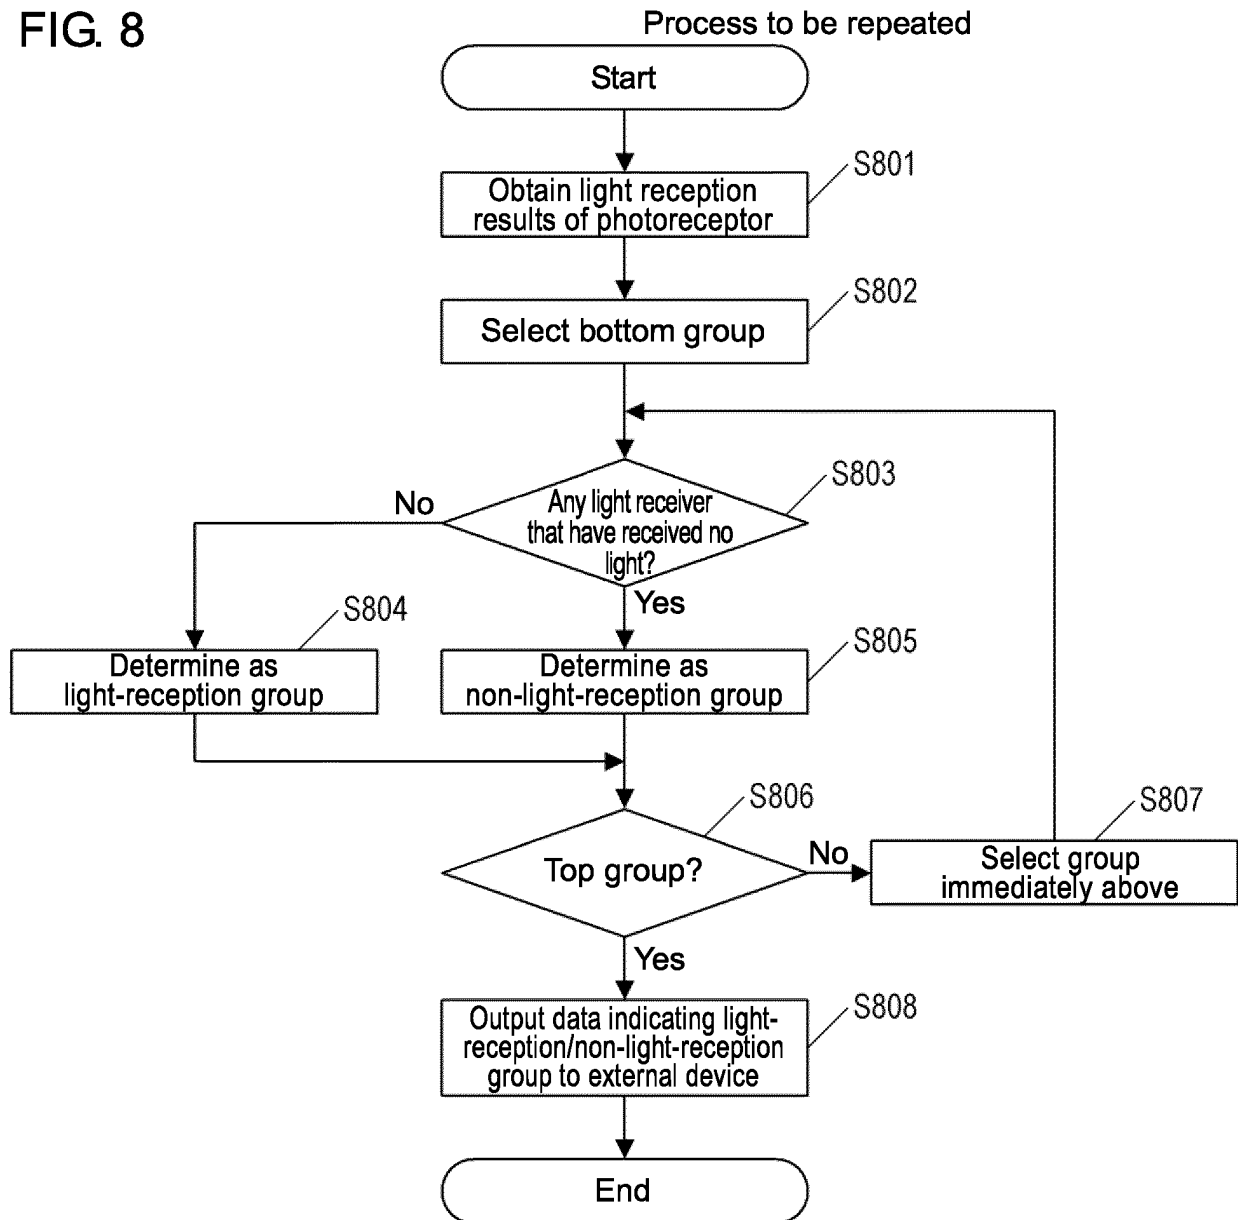 FIG. 8
Process to be repeated
Start
S801
Obtain light reception
results of photoreceptor
S802
Select bottom group
S803
No
Any light receiver
that have received no
light?
Yes
S804
Determine as
light-reception group
S805
Determine as
non-light-reception group
S806
Top group?
No
S807
Select group
immediately above
Yes
S808
Output data indicating light-
reception/non-light-reception
group to external device
End